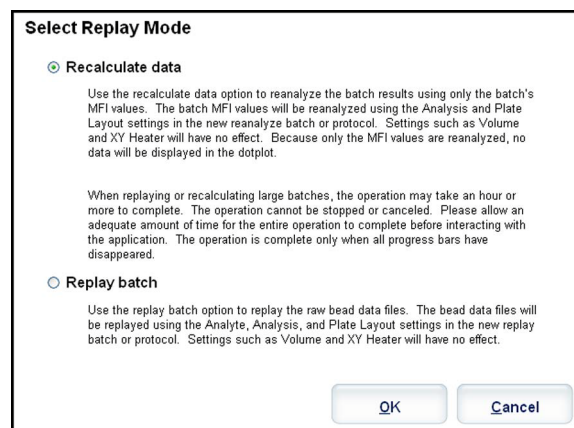 Select Replay Mode
Recalculate data
Use the recalculate data option to reanalyze the batch results using only the batch's
MFI values. The batch MFI values will be reanalyzed using the Analysis and Plate
Layout settings in the new reanalyze batch or protocol. Settings such as Volume
and XY Heater will have no effect. Because only the MFI values are reanalyzed, no
data will be displayed in the dotplot.
When replaying or recalculating large batches, the operation may take an hour or
more to complete. The operation cannot be stopped or canceled. Please allow an
adequate amount of time for the entire operation to complete before interacting with
the application. The operation is complete only when all progress bars have
disappeared.
Replay batch
Use the replay batch option to replay the raw bead data files. The bead data files will
be replayed using the Analyte, Analysis, and Plate Layout settings in the new replay
batch or protocol. Settings such as Volume and XY Heater will have no effect.
OK
Cancel